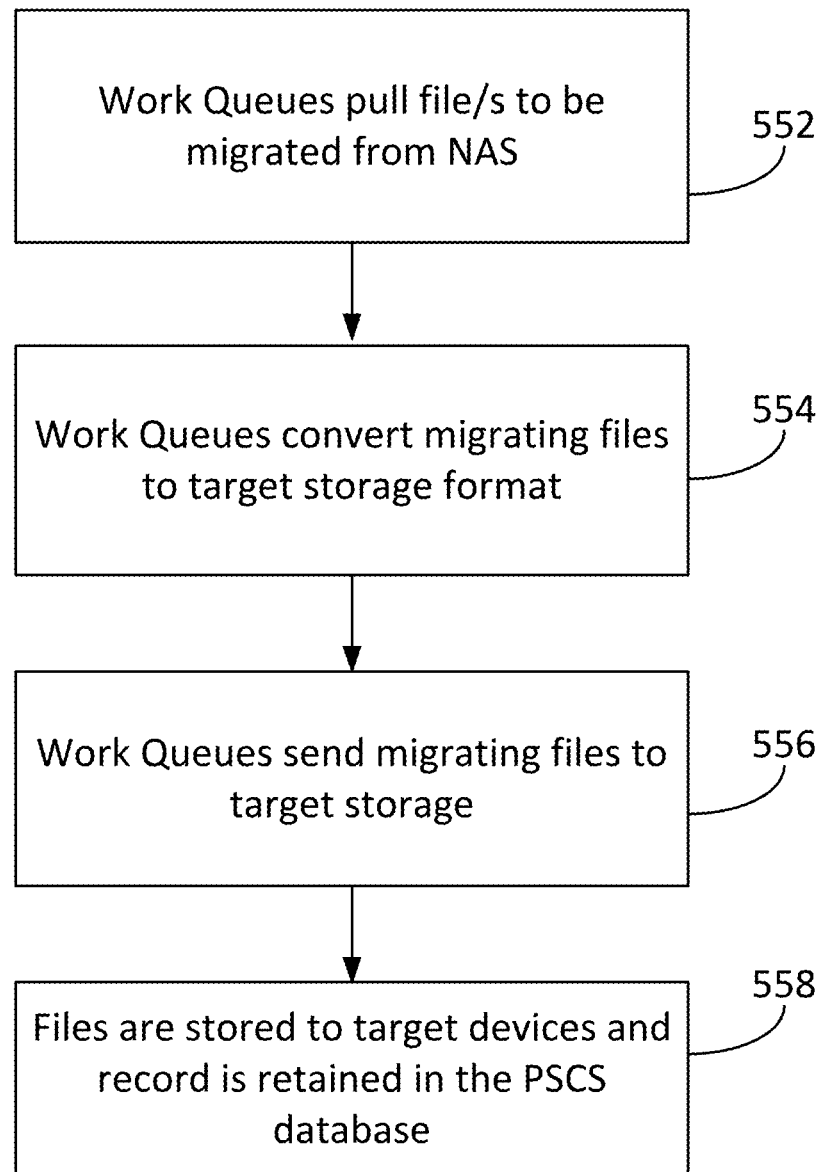 Work Queues pull file/s to be
migrated from NAS
552
Work Queues convert migrating files
to target storage format
554
Work Queues send migrating files to
target storage
556
Files are stored to target devices and
record is retained in the PSCS
database
558